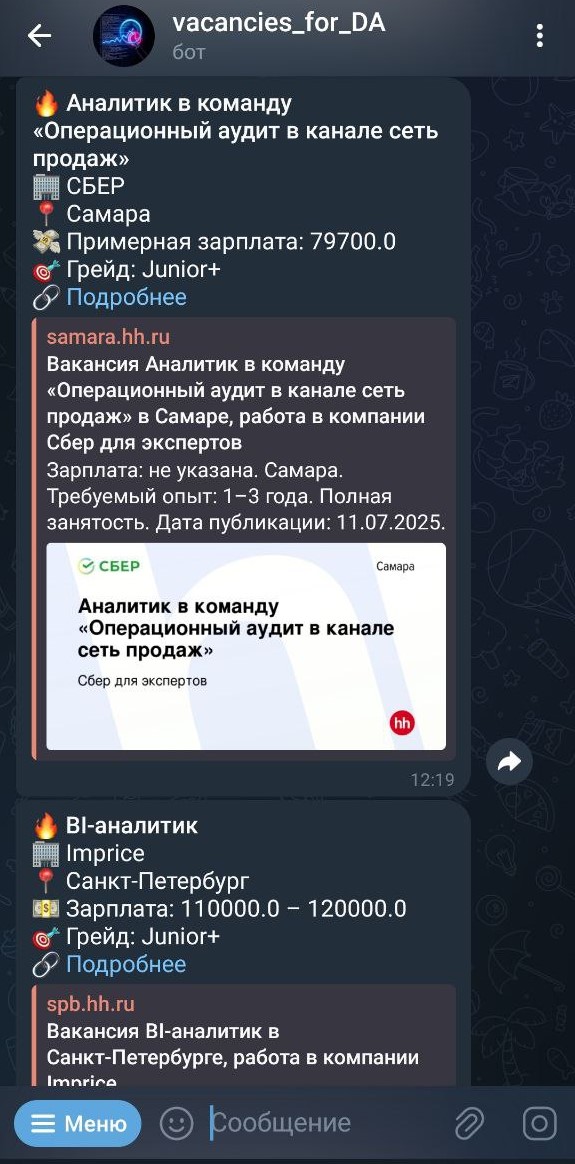 vacancies_for_DA
бот
🔥 Аналитик в команду
«Операционный аудит в канале сеть
продаж»
🏢 СБЕР
📍 Самара
💸 Примерная зарплата: 79700.0
🎯 Грейд: Junior+
🔗 Подробнее
samara.hh.ru
Вакансия Аналитик в команду
«Операционный аудит в канале сеть
продаж» в Самаре, работа в компании
Сбер для экспертов
Зарплата: не указана. Самара.
Требуемый опыт: 1–3 года. Полная
занятость. Дата публикации: 11.07.2025.
СБЕР
Самара
Аналитик в команду
«Операционный аудит в канале
сеть продаж»
Сбер для экспертов
hh
12:19
🔥 BI-аналитик
🏢 Imprice
📍 Санкт-Петербург
💵 Зарплата: 110000.0 – 120000.0
🎯 Грейд: Junior+
🔗 Подробнее
spb.hh.ru
Вакансия BI-аналитик в
Санкт-Петербурге, работа в компании
Imprice
Меню
Сообщение